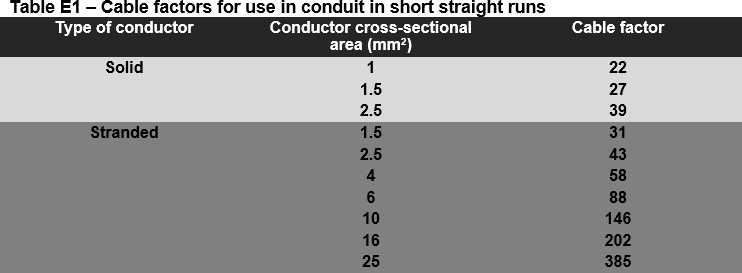 Table E1 – Cable factors for use in conduit in short straight runs
Type of conductor Conductor cross-sectional area (mm²) Cable factor
Solid 1 22
1.5 27
2.5 39
Stranded 1.5 31
2.5 43
4 58
6 88
10 146
16 202
25 385